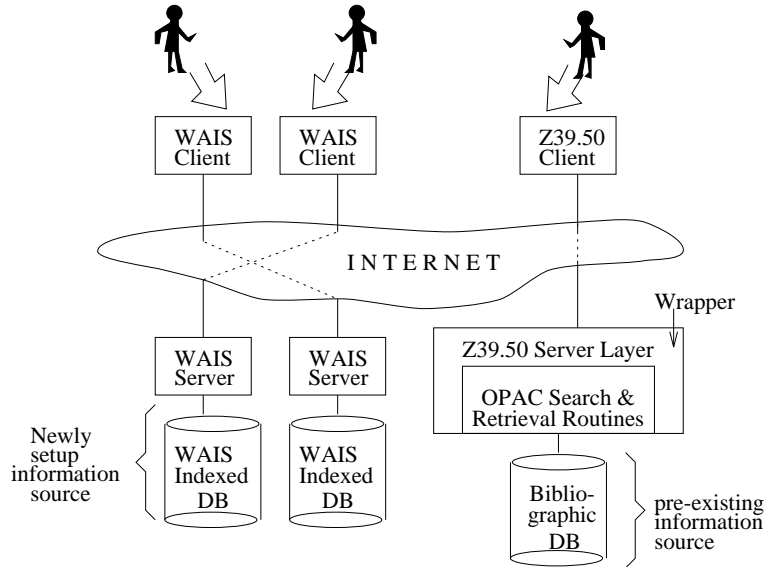 WAIS
Client
WAIS
Client
Z39.50
Client
I N T E R N E T
Wrapper
WAIS
Server
WAIS
Server
Z39.50 Server Layer
OPAC Search &
Retrieval Routines
Newly
setup
information
source
WAIS
Indexed
DB
WAIS
Indexed
DB
Biblio-
graphic
DB
pre-existing
information
source